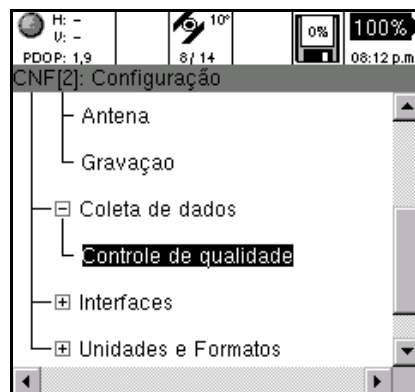 H: -
V: -
PDOP: 1,9
10°
8/ 14
0%
100%
08:12 p.m
CNF[2]: Configuração
Antena
Gravaçao
Coleta de dados
Controle de qualidade
Interfaces
Unidades e Formatos